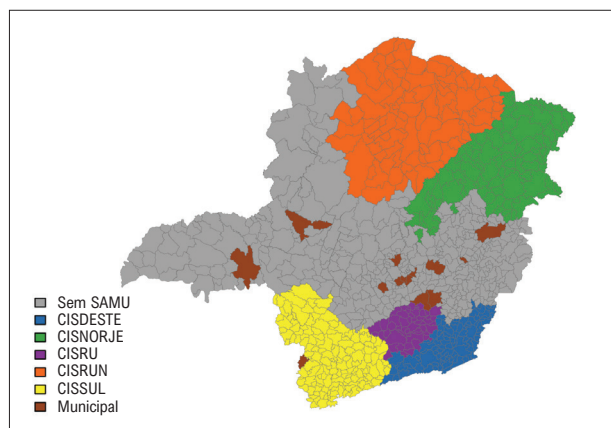 Sem SAMU
CISDESTE
CISNORJE
CISRU
CISRUN
CISSUL
Municipal